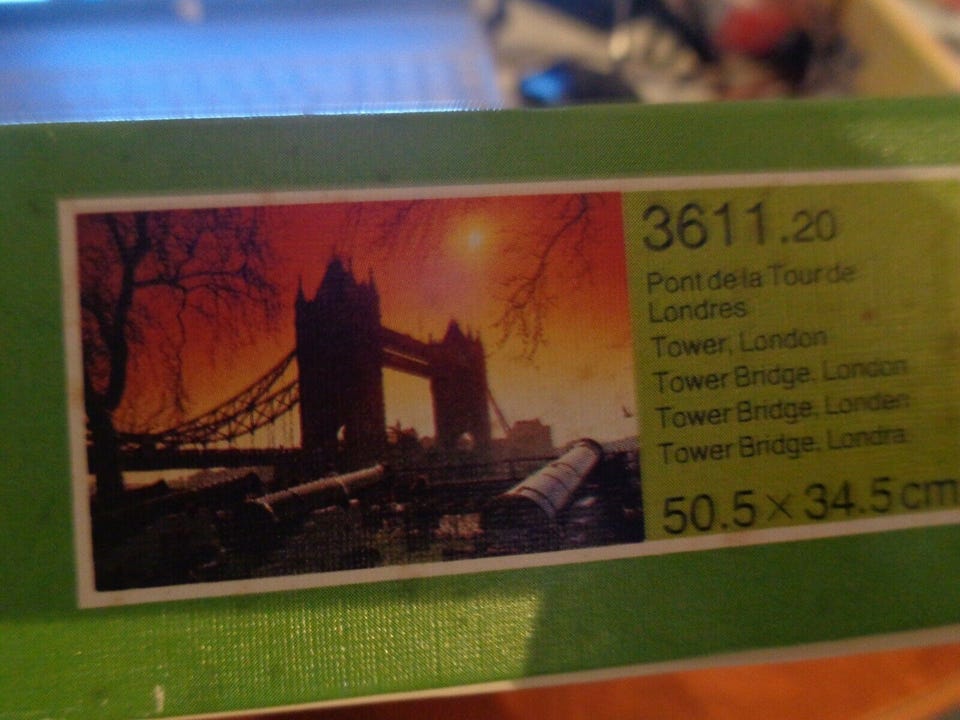 3611.20
Pont de la Tour de
Londres
Tower, London
Tower Bridge, London
Tower Bridge, Londen
Tower Bridge, Londra
50.5 × 34.5 cm